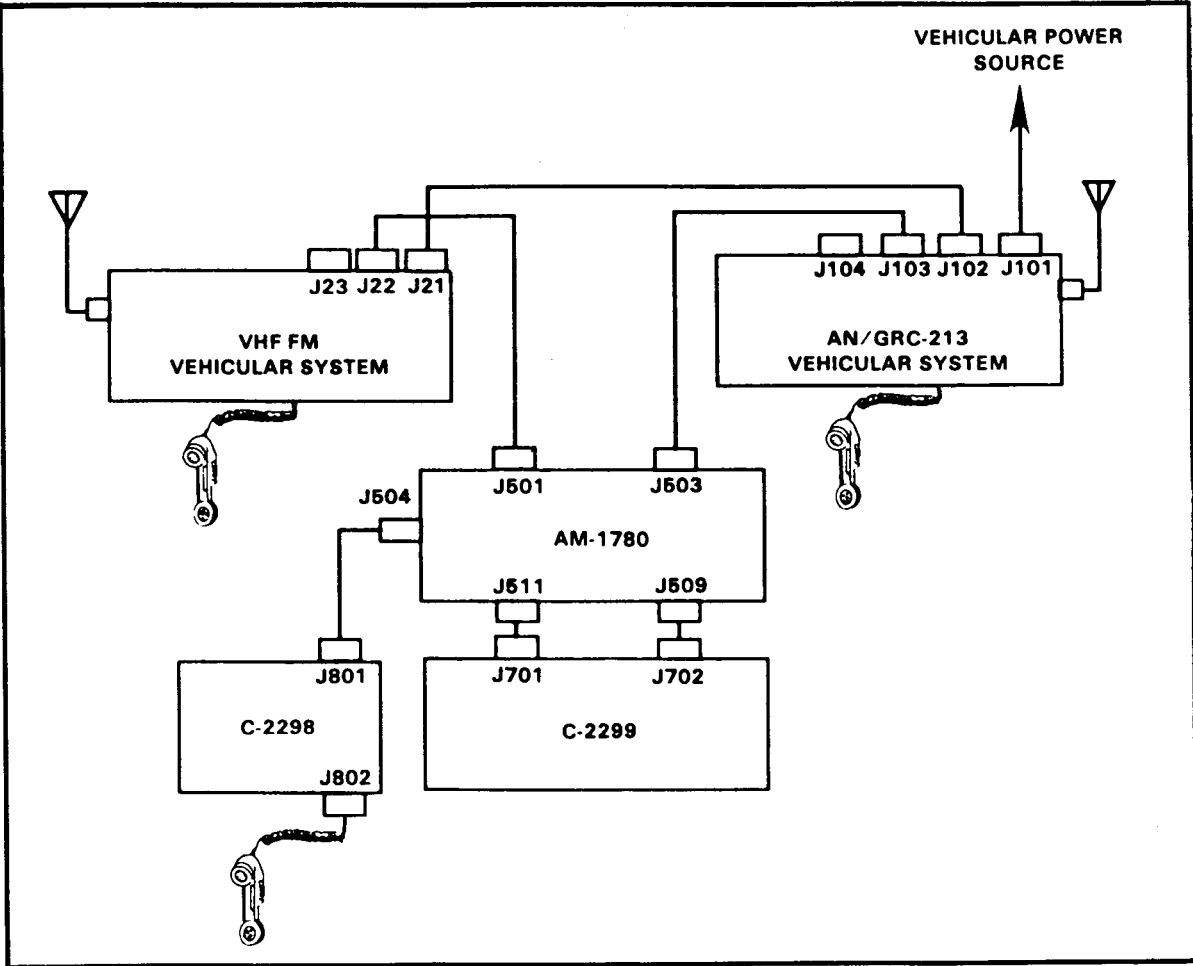 VEHICULAR POWER
SOURCE
J23 J22 J21
J104 J103 J102 J101
VHF FM
VEHICULAR SYSTEM
AN/GRC-213
VEHICULAR SYSTEM
J504
J501
J503
AM-1780
J511
J509
J801
C-2298
J802
J701
J702
C-2299